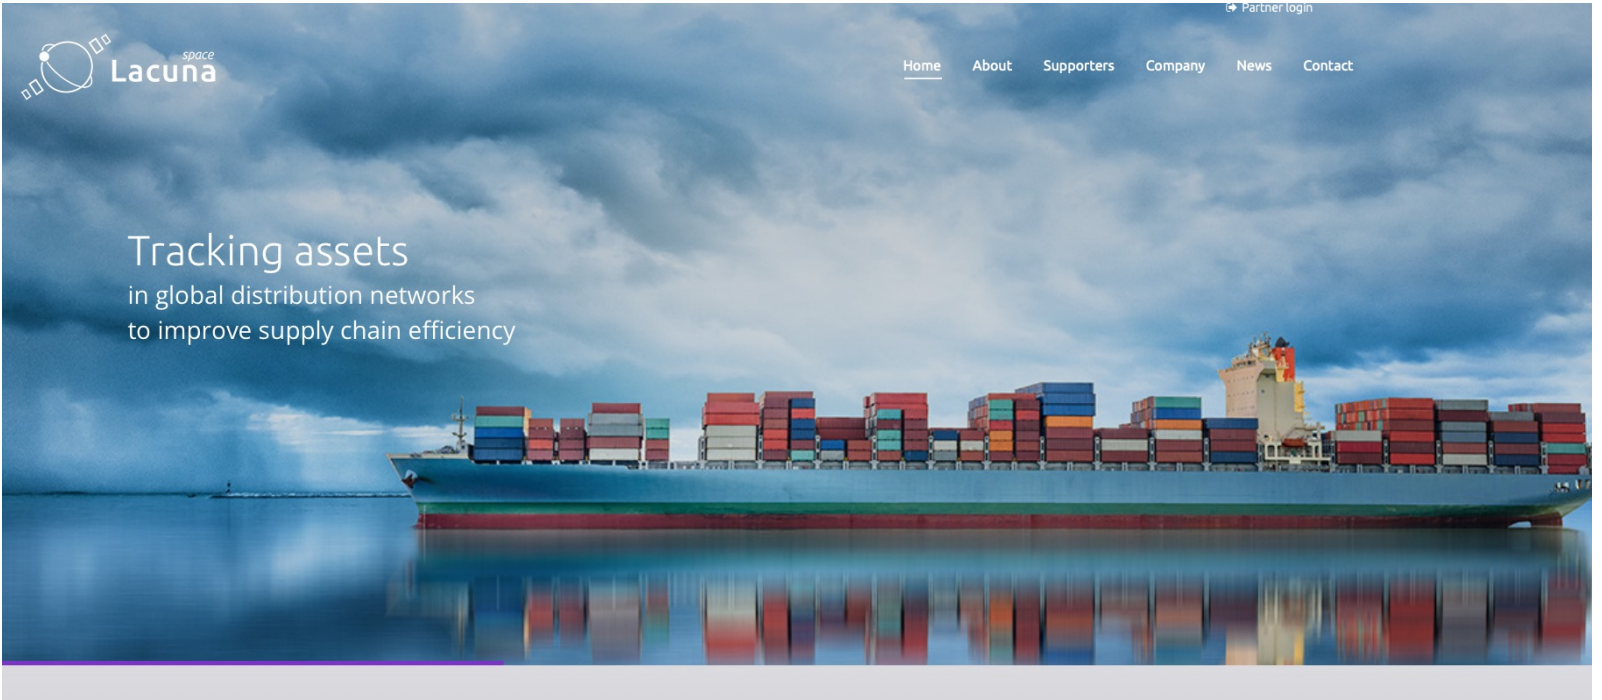 Partner login
space
Lacuna
Home About Supporters Company News Contact
Tracking assets
in global distribution networks
to improve supply chain efficiency